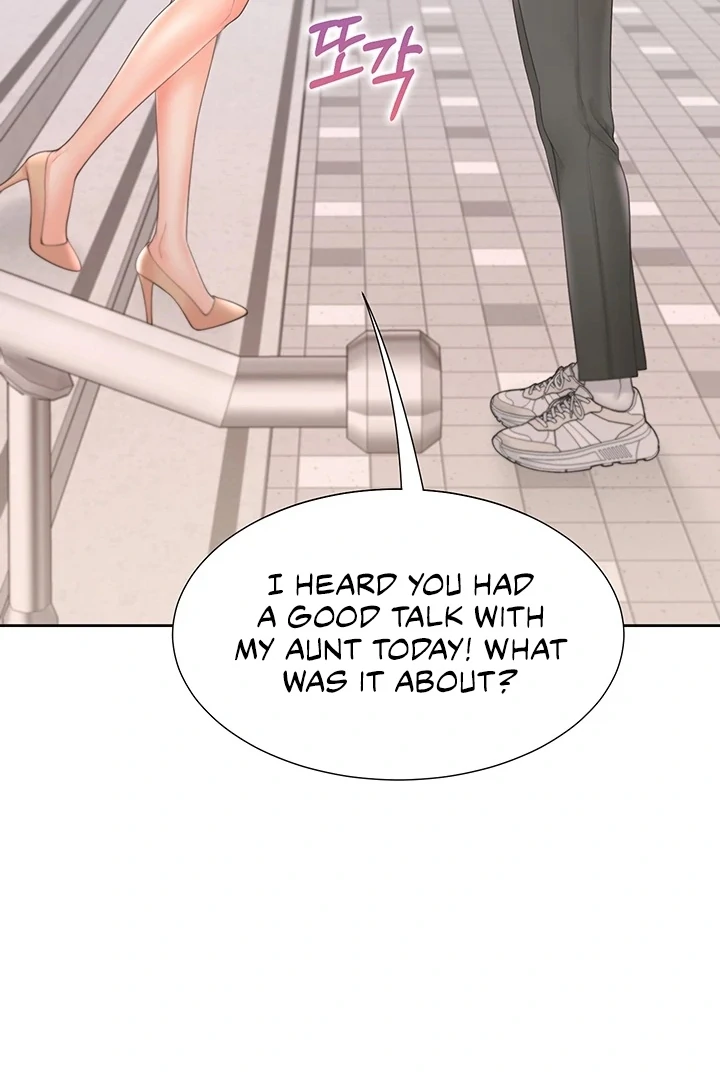 또각
I HEARD YOU HAD
A GOOD TALK WITH
MY AUNT TODAY! WHAT
WAS IT ABOUT?